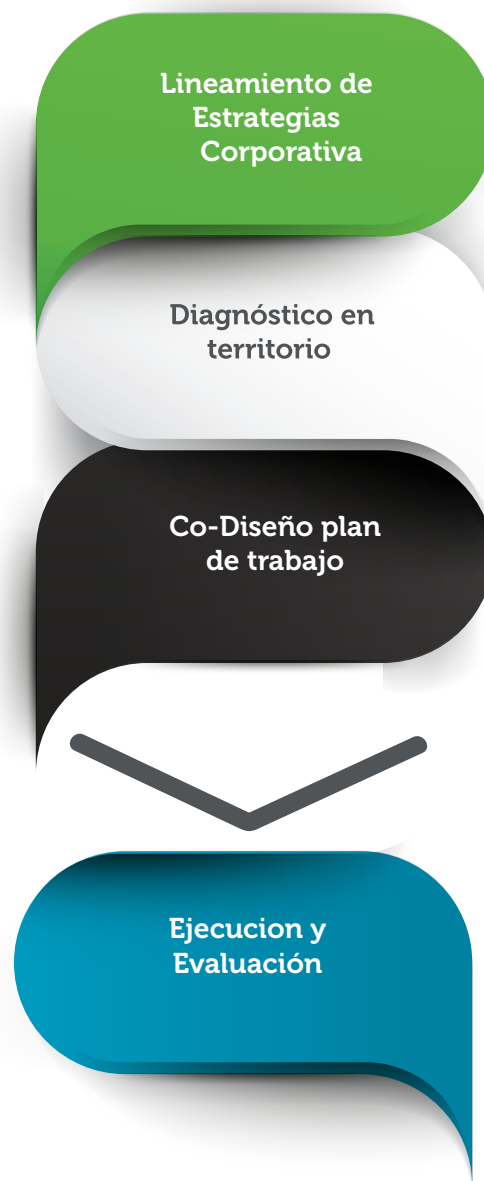 Lineamiento de
Estrategias
Corporativa
Diagnóstico en
territorio
Co-Diseño plan
de trabajo
Ejecucion y
Evaluación